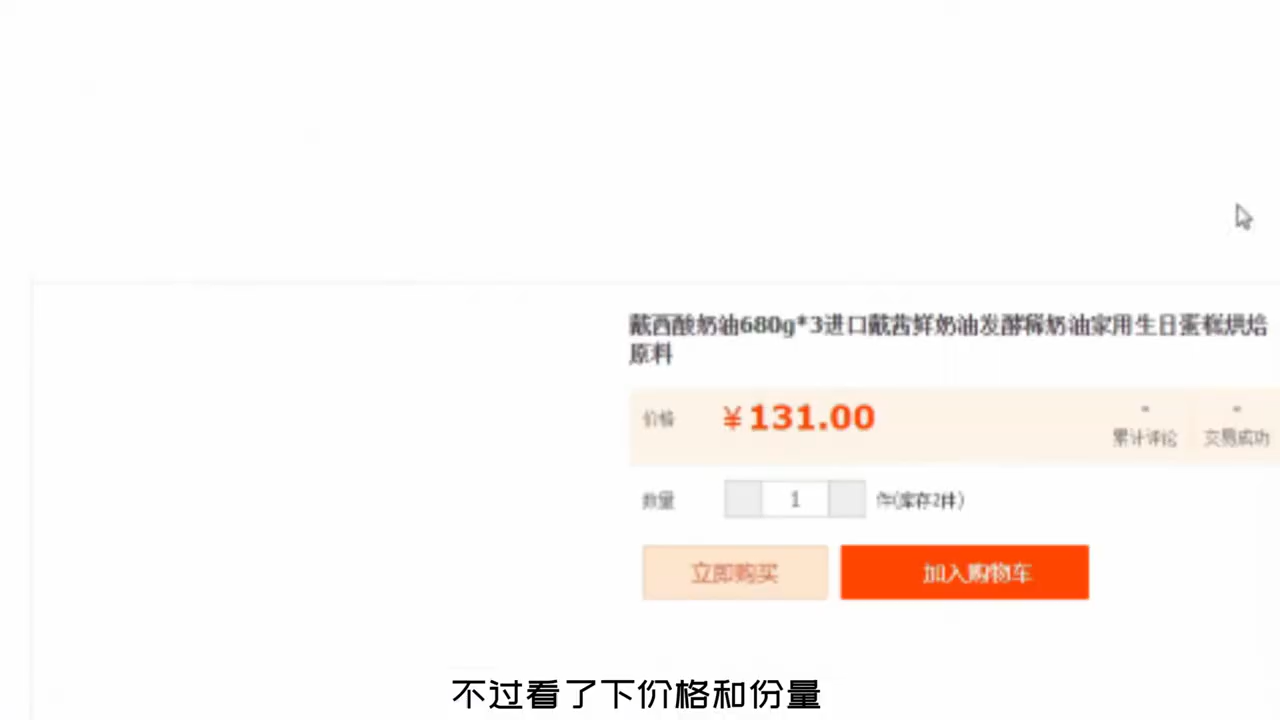 戴西酸奶油680g*3进口戴茜鲜奶油发酵稀奶油家用生日蛋糕烘焙
原料
价格 ¥131.00
- -
累计评论 交易成功
数量 1 件(库存2件)
立即购买 加入购物车
不过看了下价格和份量